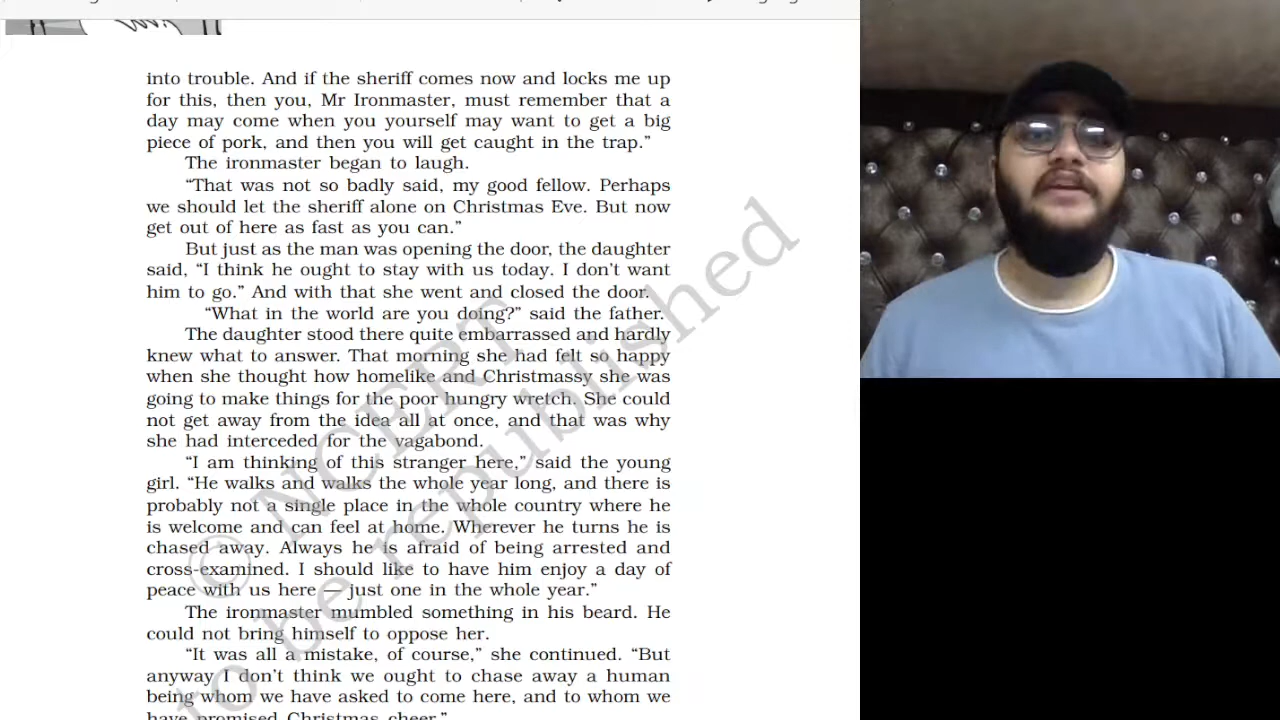 into trouble. And if the sheriff comes now and locks me up
for this, then you, Mr Ironmaster, must remember that a
day may come when you yourself may want to get a big
piece of pork, and then you will get caught in the trap.”
The ironmaster began to laugh.
“That was not so badly said, my good fellow. Perhaps
we should let the sheriff alone on Christmas Eve. But now
get out of here as fast as you can.”
But just as the man was opening the door, the daughter
said, “I think he ought to stay with us today. I don’t want
him to go.” And with that she went and closed the door.
“What in the world are you doing?” said the father.
The daughter stood there quite embarrassed and hardly
knew what to answer. That morning she had felt so happy
when she thought how homelike and Christmassy she was
going to make things for the poor hungry wretch. She could
not get away from the idea all at once, and that was why
she had interceded for the vagabond.
“I am thinking of this stranger here,” said the young
girl. “He walks and walks the whole year long, and there is
probably not a single place in the whole country where he
is welcome and can feel at home. Wherever he turns he is
chased away. Always he is afraid of being arrested and
cross-examined. I should like to have him enjoy a day of
peace with us here — just one in the whole year.”
The ironmaster mumbled something in his beard. He
could not bring himself to oppose her.
“It was all a mistake, of course,” she continued. “But
anyway I don’t think we ought to chase away a human
being whom we have asked to come here, and to whom we
have promised Christmas cheer.”
© NCERT
to be republished